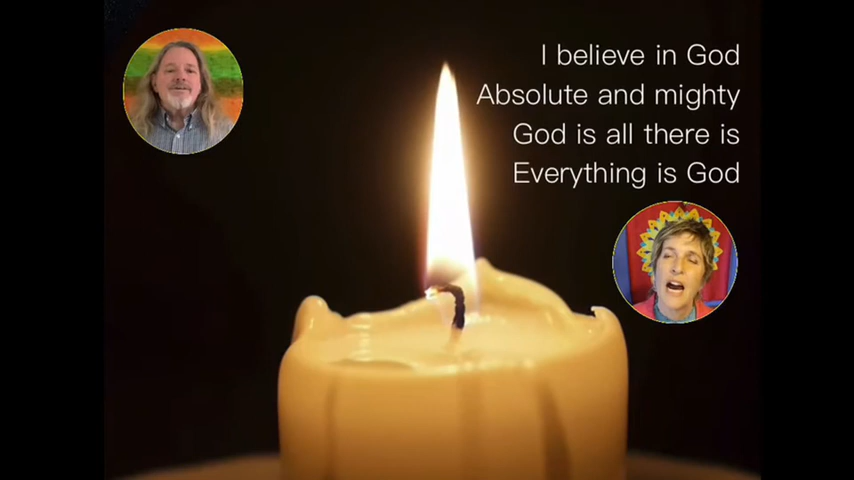 I believe in God
Absolute and mighty
God is all there is
Everything is God